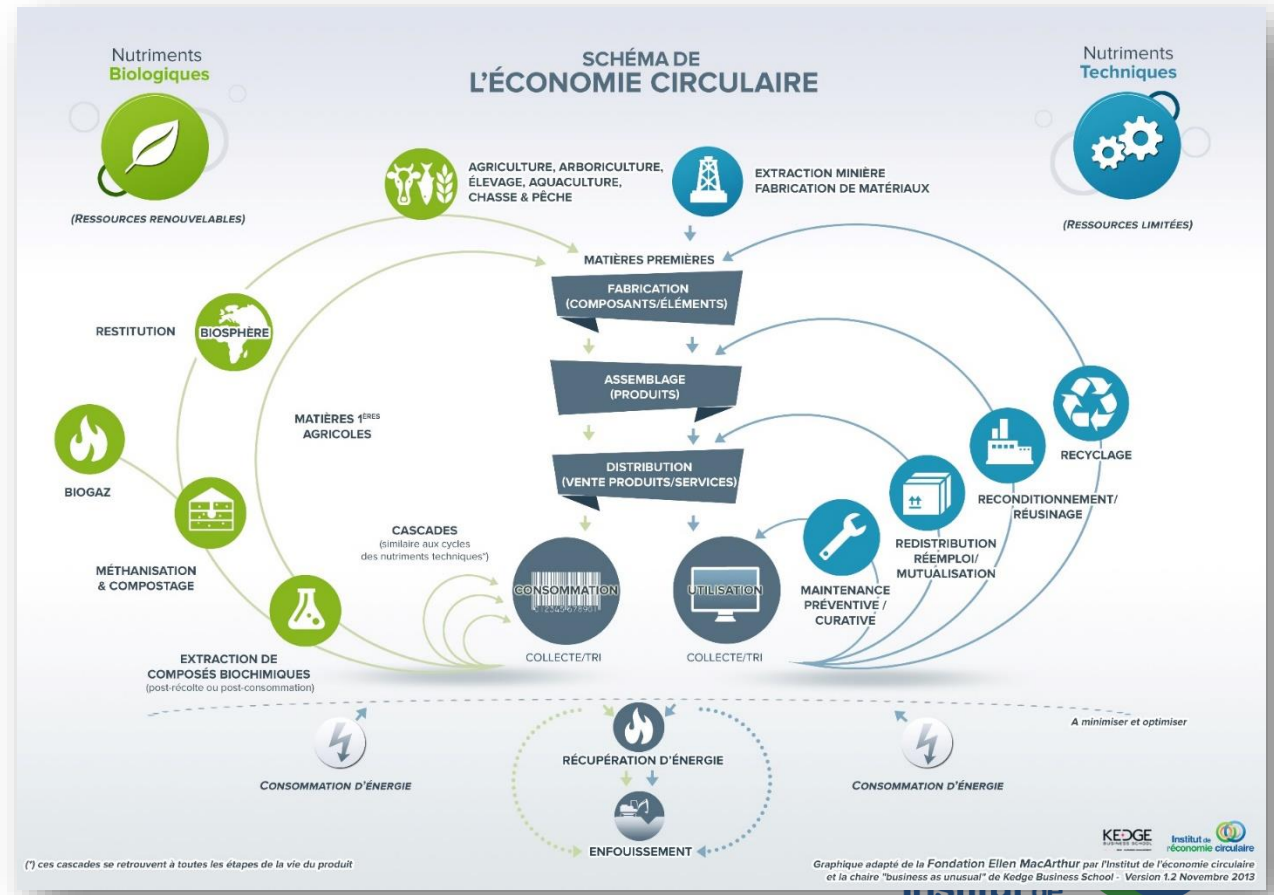 Nutriments
Biologiques
SCHÉMA DE
L'ÉCONOMIE CIRCULAIRE
Nutriments
Techniques
(RESSOURCES RENOUVELABLES)
AGRICULTURE, ARBORICULTURE,
ÉLEVAGE, AQUACULTURE,
CHASSE & PÊCHE
EXTRACTION MINIÈRE
FABRICATION DE MATÉRIAUX
(RESSOURCES LIMITÉES)
MATIÈRES PREMIÈRES
FABRICATION
(COMPOSANTS/ÉLÉMENTS)
RESTITUTION
BIOSPHÈRE
ASSEMBLAGE
(PRODUITS)
MATIÈRES 1ÈRES
AGRICOLES
RECYCLAGE
DISTRIBUTION
(VENTE PRODUITS/SERVICES)
BIOGAZ
RECONDITIONNEMENT/
RÉUSINAGE
CASCADES
(similaire aux cycles
des nutriments techniques*)
REDISTRIBUTION
RÉEMPLOI/
MUTUALISATION
MÉTHANISATION
& COMPOSTAGE
CONSOMMATION
UTILISATION
MAINTENANCE
PRÉVENTIVE /
CURATIVE
COLLECTE/TRI
COLLECTE/TRI
EXTRACTION DE
COMPOSÉS BIOCHIMIQUES
(post-récolte ou post-consommation)
A minimiser et optimiser
RÉCUPÉRATION D'ÉNERGIE
CONSOMMATION D'ÉNERGIE
CONSOMMATION D'ÉNERGIE
ENFOUISSEMENT
KEDGE
BUSINESS SCHOOL
Institut de
l'économie circulaire
(*) ces cascades se retrouvent à toutes les étapes de la vie du produit
Graphique adapté de la Fondation Ellen MacArthur par l'Institut de l'économie circulaire
et la chaire "business as unusual" de Kedge Business School - Version 1.2 Novembre 2013
Institut de